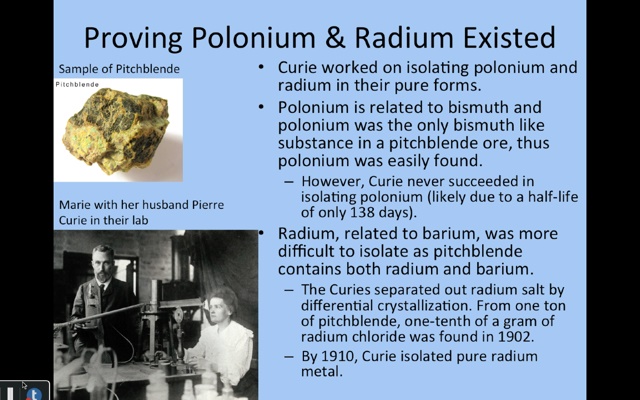 Proving Polonium & Radium Existed
Sample of Pitchblende
Pitchblende
Marie with her husband Pierre
Curie in their lab
• Curie worked on isolating polonium and
radium in their pure forms.
• Polonium is related to bismuth and
polonium was the only bismuth like
substance in a pitchblende ore, thus
polonium was easily found.
– However, Curie never succeeded in
isolating polonium (likely due to a half-life
of only 138 days).
• Radium, related to barium, was more
difficult to isolate as pitchblende
contains both radium and barium.
– The Curies separated out radium salt by
differential crystallization. From one ton
of pitchblende, one-tenth of a gram of
radium chloride was found in 1902.
– By 1910, Curie isolated pure radium
metal.